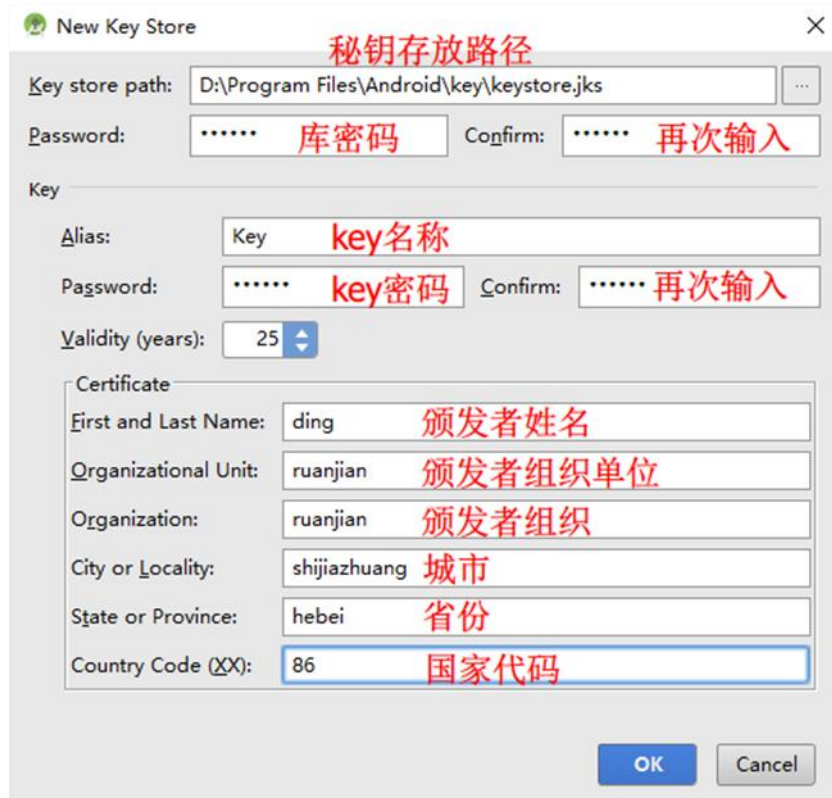 New Key Store
秘钥存放路径
Key store path: D:\Program Files\Android\key\keystore.jks ...
Password: •••••• 库密码 Confirm: •••••• 再次输入
Key
Alias: Key key名称
Password: •••••• key密码 Confirm: •••••• 再次输入
Validity (years): 25
Certificate
First and Last Name: ding 颁发者姓名
Organizational Unit: ruanjian 颁发者组织单位
Organization: ruanjian 颁发者组织
City or Locality: shijiazhuang 城市
State or Province: hebei 省份
Country Code (XX): 86 国家代码
OK Cancel